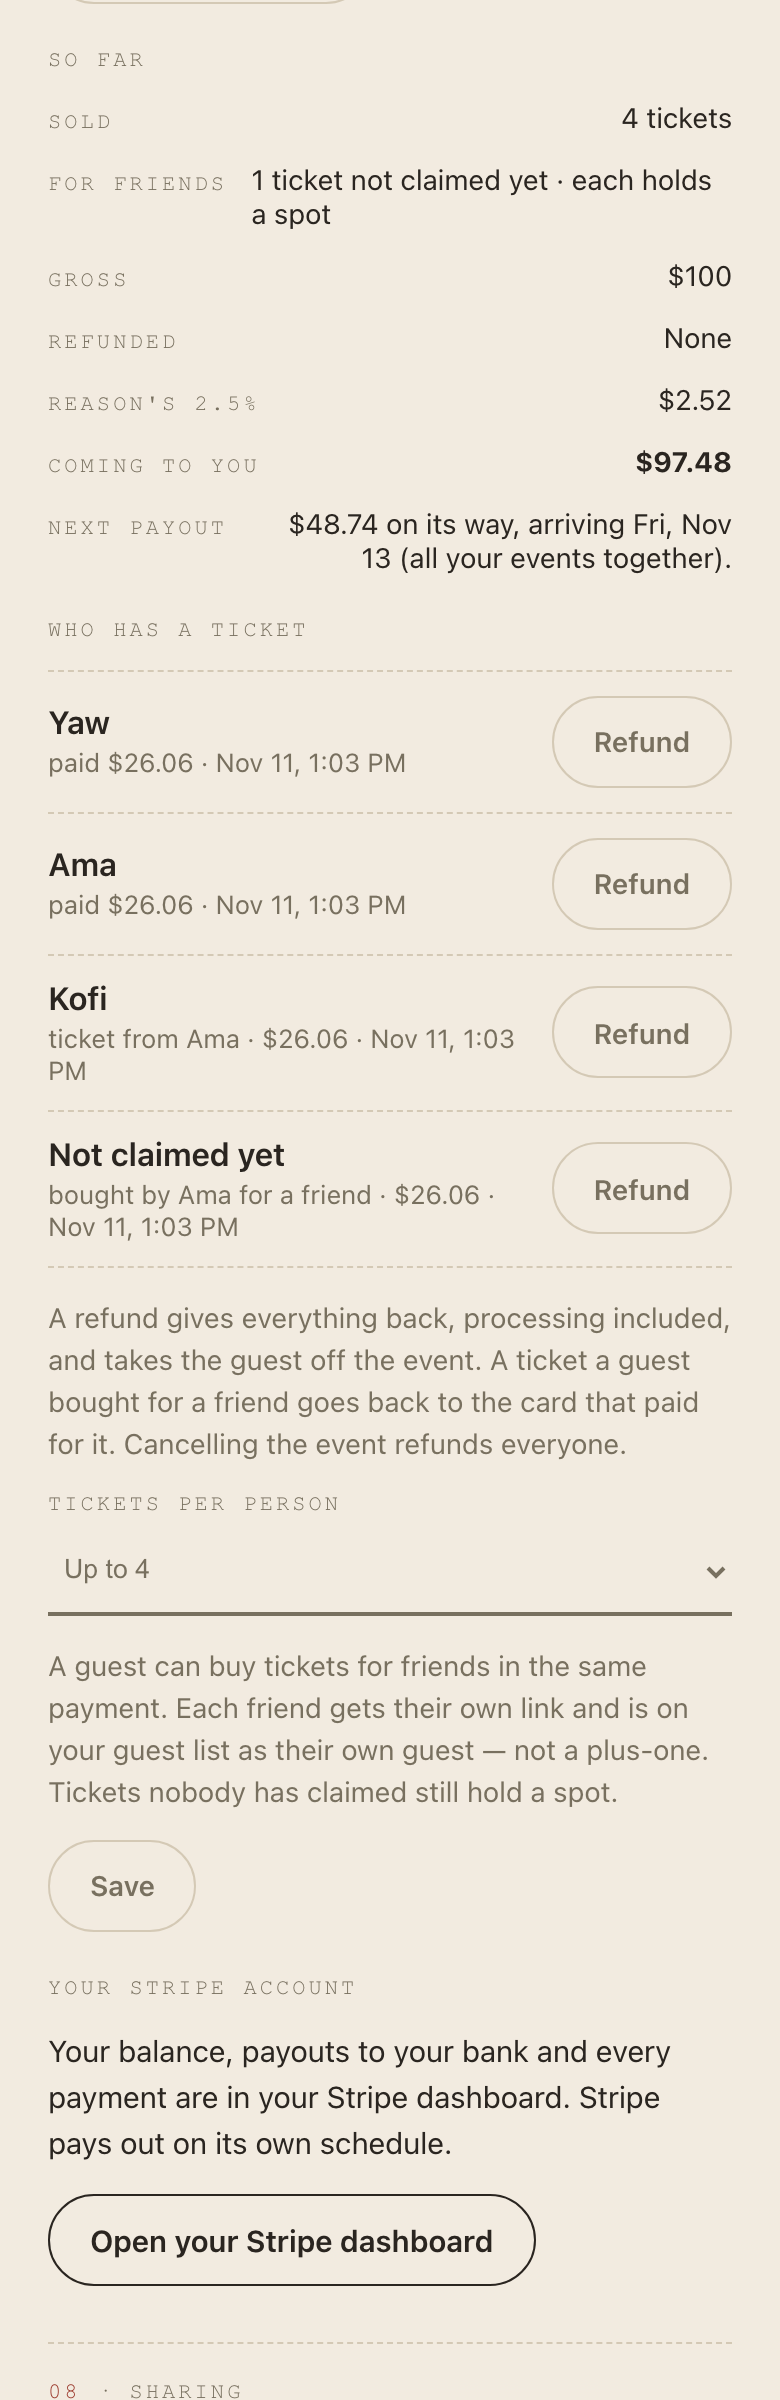 SO FAR
SOLD 4 tickets
FOR FRIENDS 1 ticket not claimed yet · each holds
a spot
GROSS $100
REFUNDED None
REASON'S 2.5% $2.52
COMING TO YOU $97.48
NEXT PAYOUT $48.74 on its way, arriving Fri, Nov
13 (all your events together).
WHO HAS A TICKET
Yaw
paid $26.06 · Nov 11, 1:03 PM
Refund
Ama
paid $26.06 · Nov 11, 1:03 PM
Refund
Kofi
ticket from Ama · $26.06 · Nov 11, 1:03
PM
Refund
Not claimed yet
bought by Ama for a friend · $26.06 ·
Nov 11, 1:03 PM
Refund
A refund gives everything back, processing included,
and takes the guest off the event. A ticket a guest
bought for a friend goes back to the card that paid
for it. Cancelling the event refunds everyone.
TICKETS PER PERSON
Up to 4
A guest can buy tickets for friends in the same
payment. Each friend gets their own link and is on
your guest list as their own guest — not a plus-one.
Tickets nobody has claimed still hold a spot.
Save
YOUR STRIPE ACCOUNT
Your balance, payouts to your bank and every
payment are in your Stripe dashboard. Stripe
pays out on its own schedule.
Open your Stripe dashboard
08 · SHARING